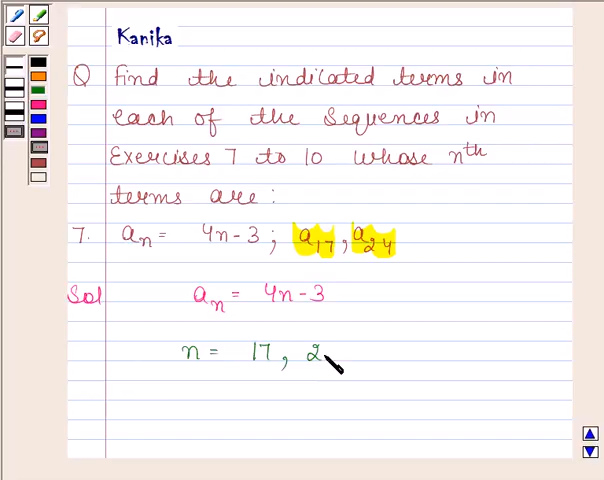 Kanika
Q Find the indicated terms in
each of the Sequences in
Exercises 7 to 10 whose nth
terms are:
7. an = 4n-3; a17, a24
Sol an = 4n-3
n = 17, 2